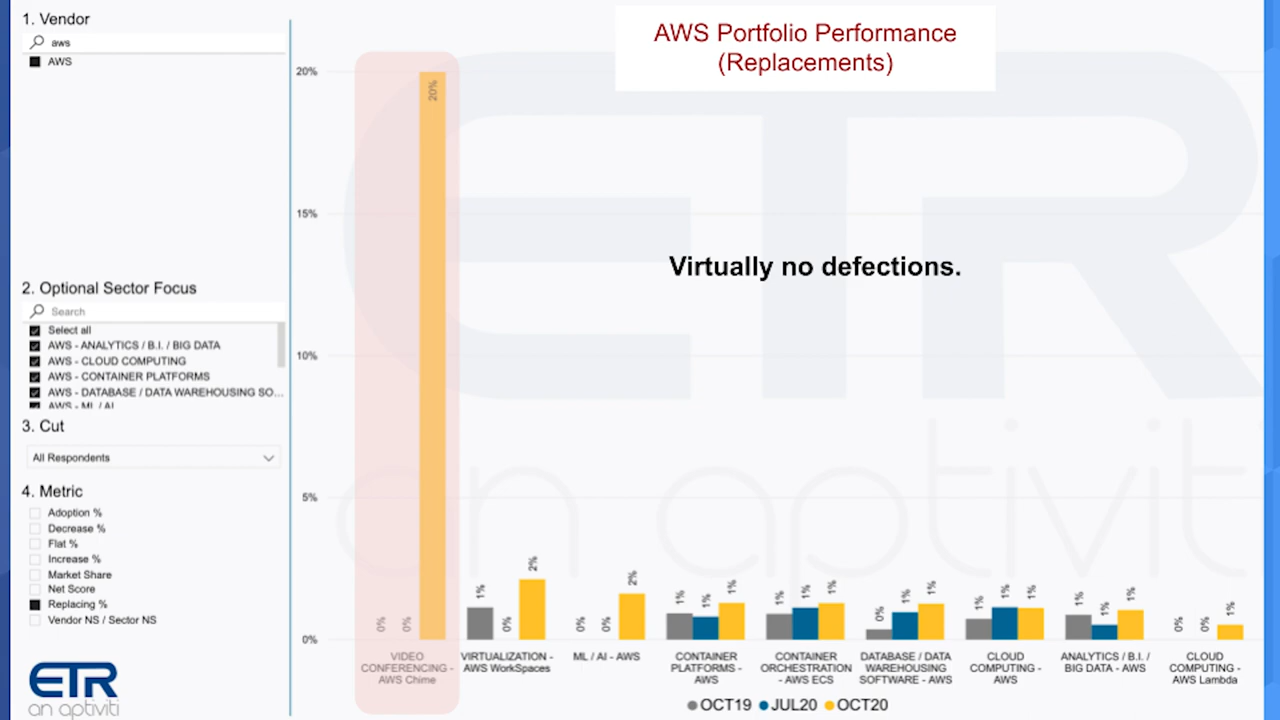 1. Vendor
aws
AWS
2. Optional Sector Focus
Search
Select all
AWS - ANALYTICS / B.I. / BIG DATA
AWS - CLOUD COMPUTING
AWS - CONTAINER PLATFORMS
AWS - DATABASE / DATA WAREHOUSING SO...
AWS - ML / AI
3. Cut
All Respondents
4. Metric
Adoption %
Decrease %
Flat %
Increase %
Market Share
Net Score
Replacing %
Vendor NS / Sector NS
ETR
an aptiviti
AWS Portfolio Performance
(Replacements)
Virtually no defections.
ETR
an aptiviti
20%
15%
10%
5%
0%
0% 0% 20%
1% 0% 2%
0% 0% 2%
1% 1% 1%
1% 1% 1%
0% 1% 1%
1% 1% 1%
1% 1% 1%
0% 0% 1%
VIDEO
CONFERENCING -
AWS Chime
VIRTUALIZATION -
AWS WorkSpaces
ML / AI - AWS
CONTAINER
PLATFORMS -
AWS
CONTAINER
ORCHESTRATION
- AWS ECS
DATABASE / DATA
WAREHOUSING
SOFTWARE - AWS
CLOUD
COMPUTING -
AWS
ANALYTICS / B.I. /
BIG DATA - AWS
CLOUD
COMPUTING -
AWS Lambda
OCT19 JUL20 OCT20